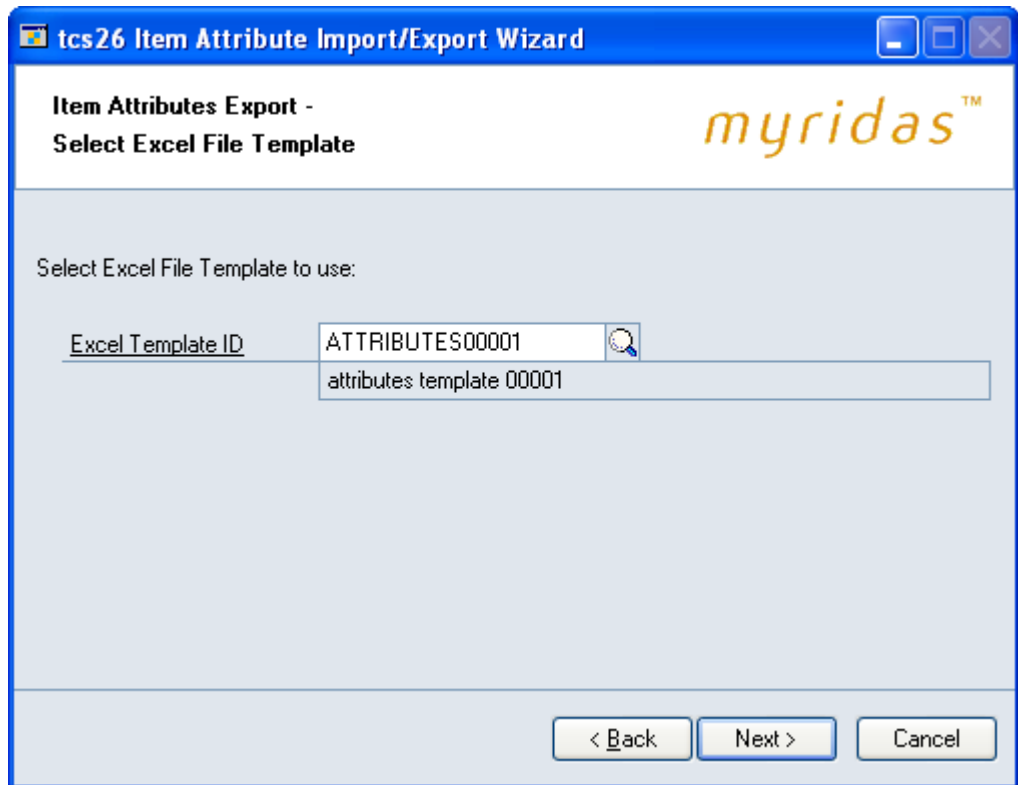 tcs26 Item Attribute Import/Export Wizard
Item Attributes Export -
Select Excel File Template
myridas™
Select Excel File Template to use:
Excel Template ID
ATTRIBUTES00001
attributes template 00001
< Back
Next >
Cancel